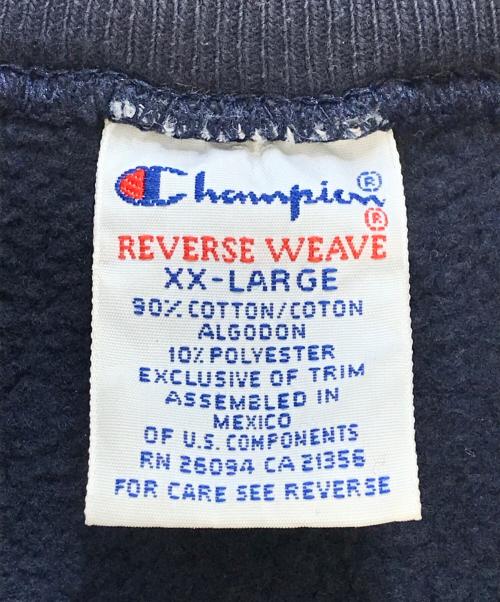 Champion®
REVERSE WEAVE®
XX-LARGE
90% COTTON/COTON
ALGODON
10% POLYESTER
EXCLUSIVE OF TRIM
ASSEMBLED IN
MEXICO
OF U.S. COMPONENTS
RN 26094 CA 21356
FOR CARE SEE REVERSE